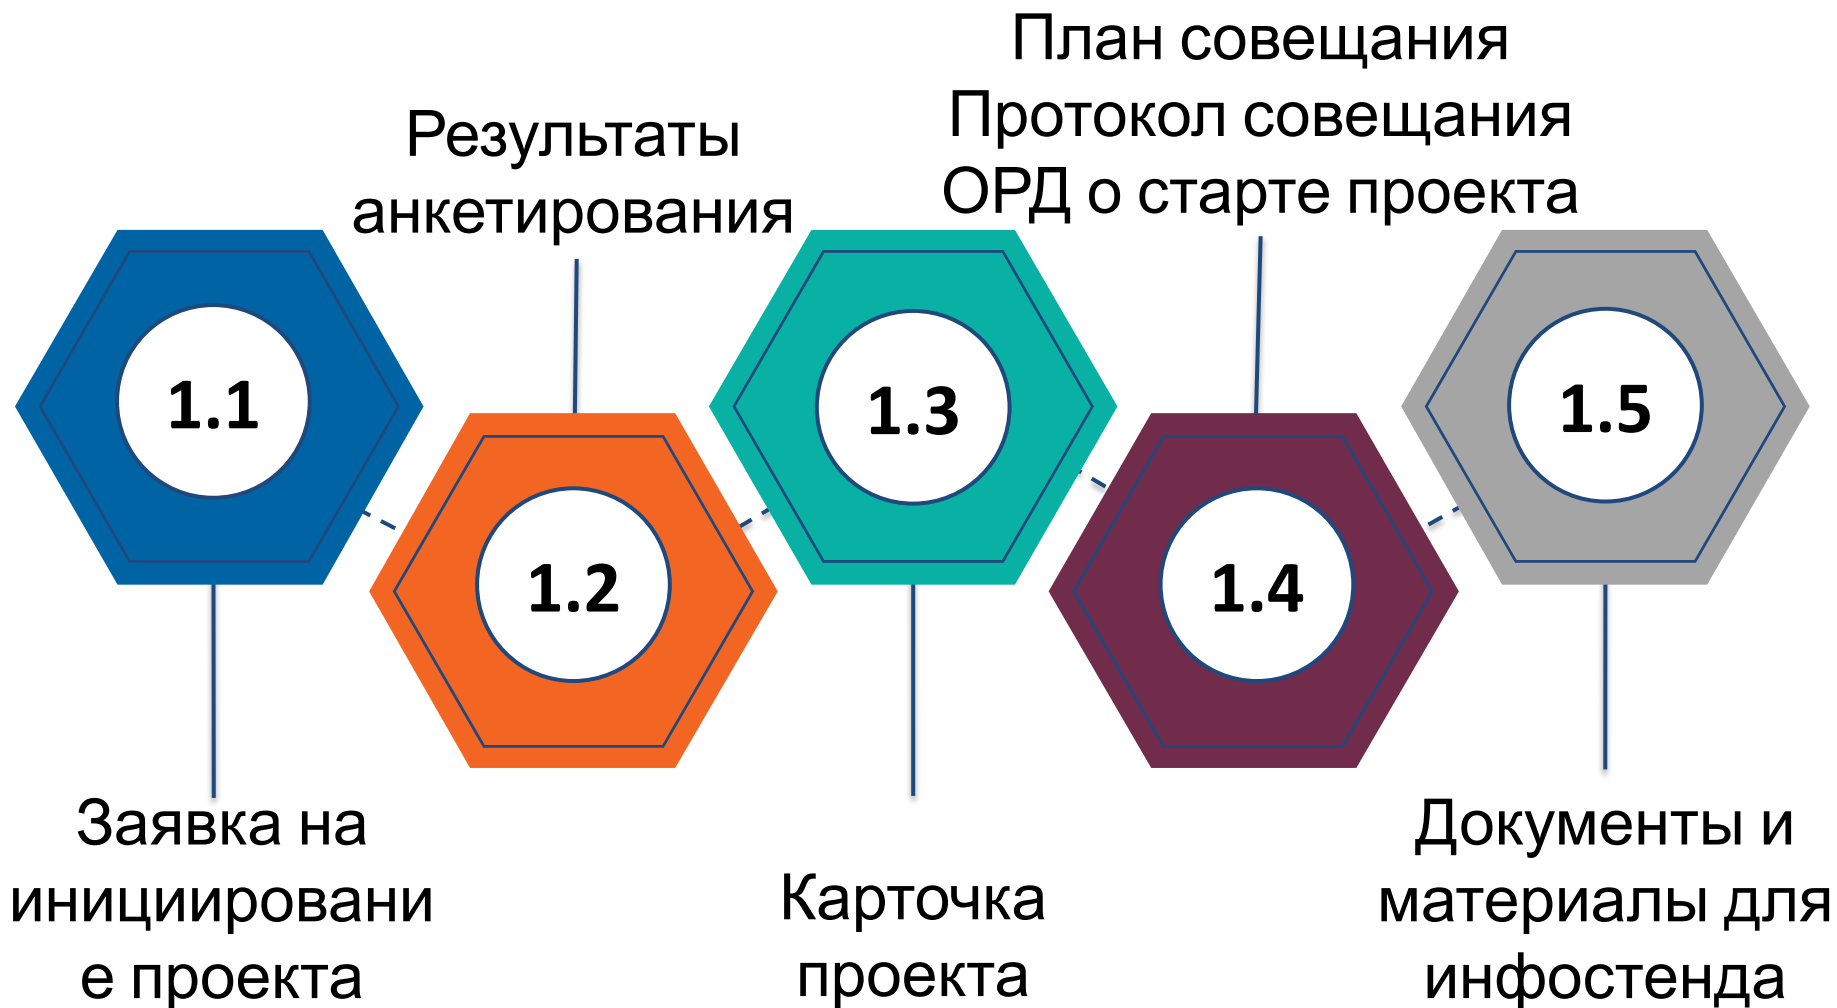 План совещания
Протокол совещания
ОРД о старте проекта
Результаты
анкетирования
1.1
1.2
1.3
1.4
1.5
Заявка на
инициировани
е проекта
Карточка
проекта
Документы и
материалы для
инфостенда